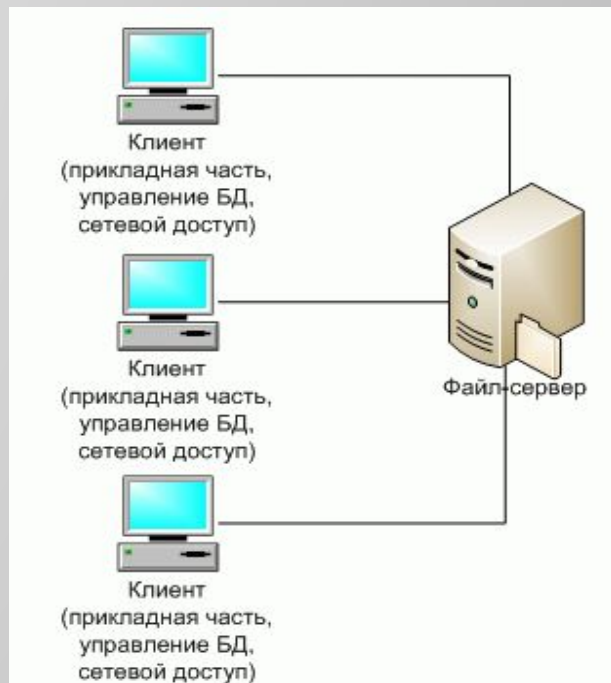 Клиент
(прикладная часть,
управление БД,
сетевой доступ)
Клиент
(прикладная часть,
управление БД,
сетевой доступ)
Файл-сервер
Клиент
(прикладная часть,
управление БД,
сетевой доступ)